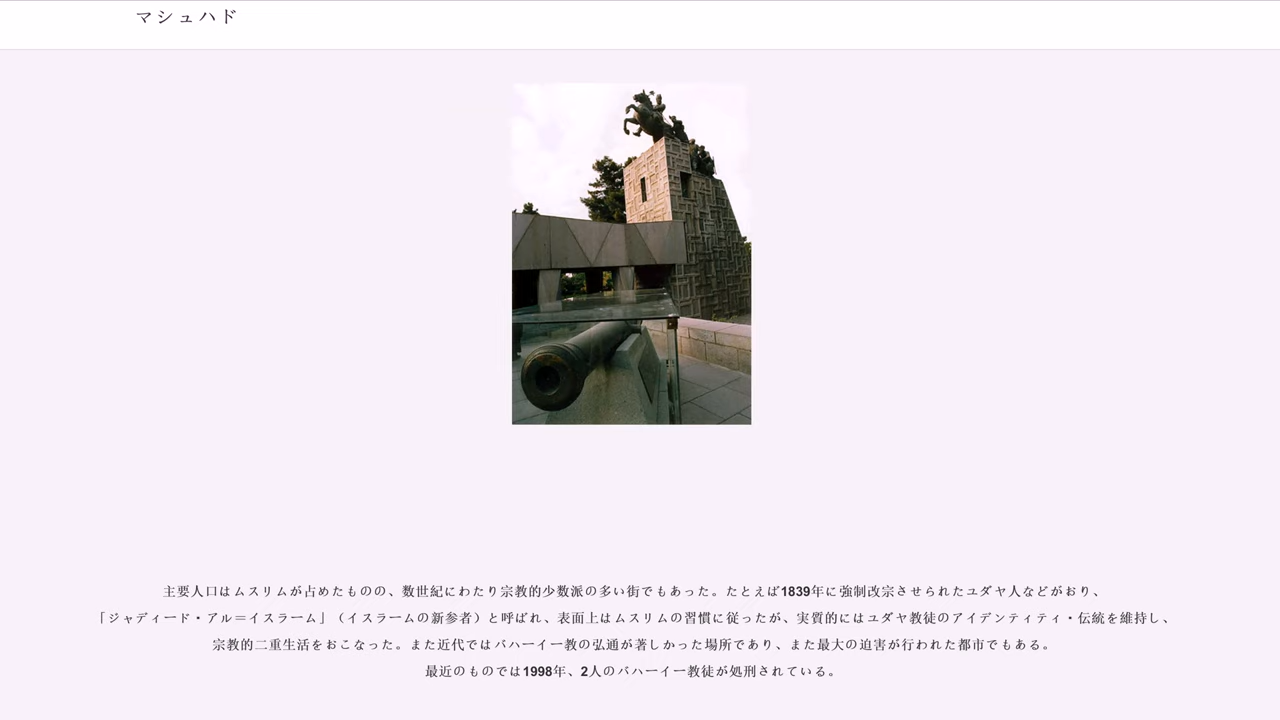 マシュハド
主要人口はムスリムが占めたものの、数世紀にわたり宗教的少数派の多い街でもあった。たとえば1839年に強制改宗させられたユダヤ人などがおり、
「ジャディード・アル＝イスラーム」（イスラームの新参者）と呼ばれ、表面上はムスリムの習慣に従ったが、実質的にはユダヤ教徒のアイデンティティ・伝統を維持し、
宗教的二重生活をおこなった。また近代ではバハーイー教の弘通が著しかった場所であり、また最大の迫害が行われた都市でもある。
最近のものでは1998年、2人のバハーイー教徒が処刑されている。